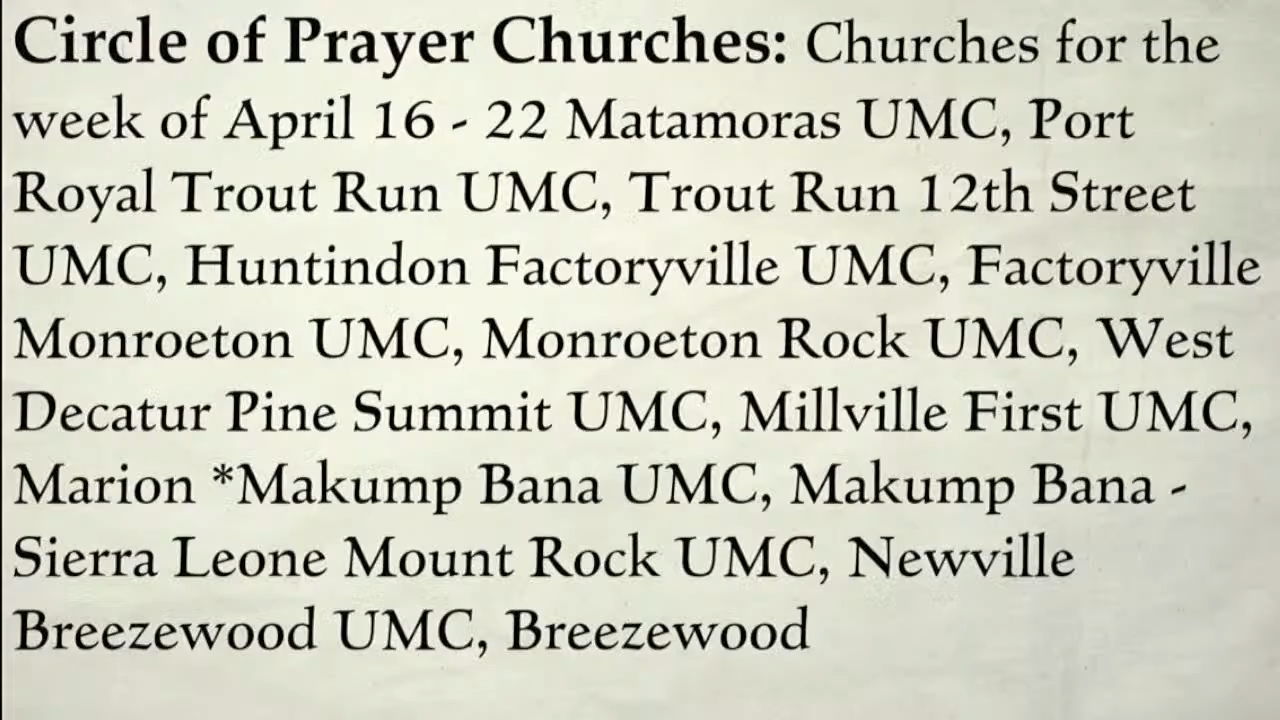 Circle of Prayer Churches: Churches for the
week of April 16 - 22 Matamoras UMC, Port
Royal Trout Run UMC, Trout Run 12th Street
UMC, Huntindon Factoryville UMC, Factoryville
Monroeton UMC, Monroeton Rock UMC, West
Decatur Pine Summit UMC, Millville First UMC,
Marion *Makump Bana UMC, Makump Bana -
Sierra Leone Mount Rock UMC, Newville
Breezewood UMC, Breezewood